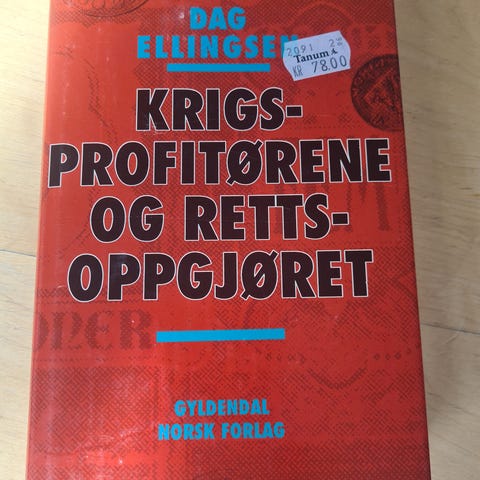 DAG
ELLINGSEN
2091
Tanum
KR 78.00
KRIGS-
PROFITØRENE
OG RETTS-
OPPGJØRET
GYLDENDAL
NORSK FORLAG